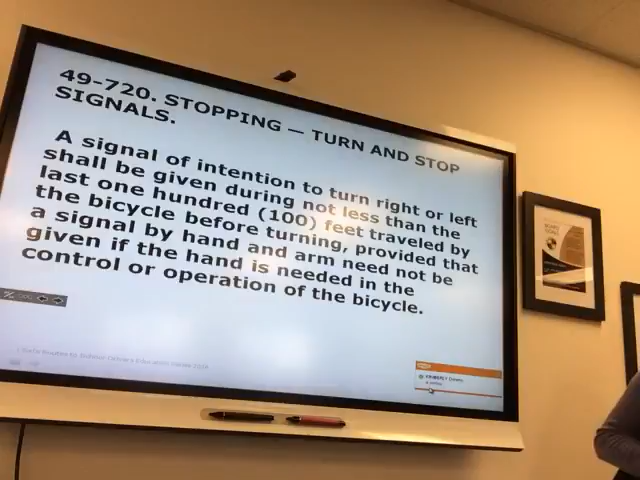 49-720. STOPPING — TURN AND STOP
SIGNALS.
A signal of intention to turn right or left
shall be given during not less than the
last one hundred (100) feet traveled by
the bicycle before turning, provided that
a signal by hand and arm need not be
given if the hand is needed in the
control or operation of the bicycle.